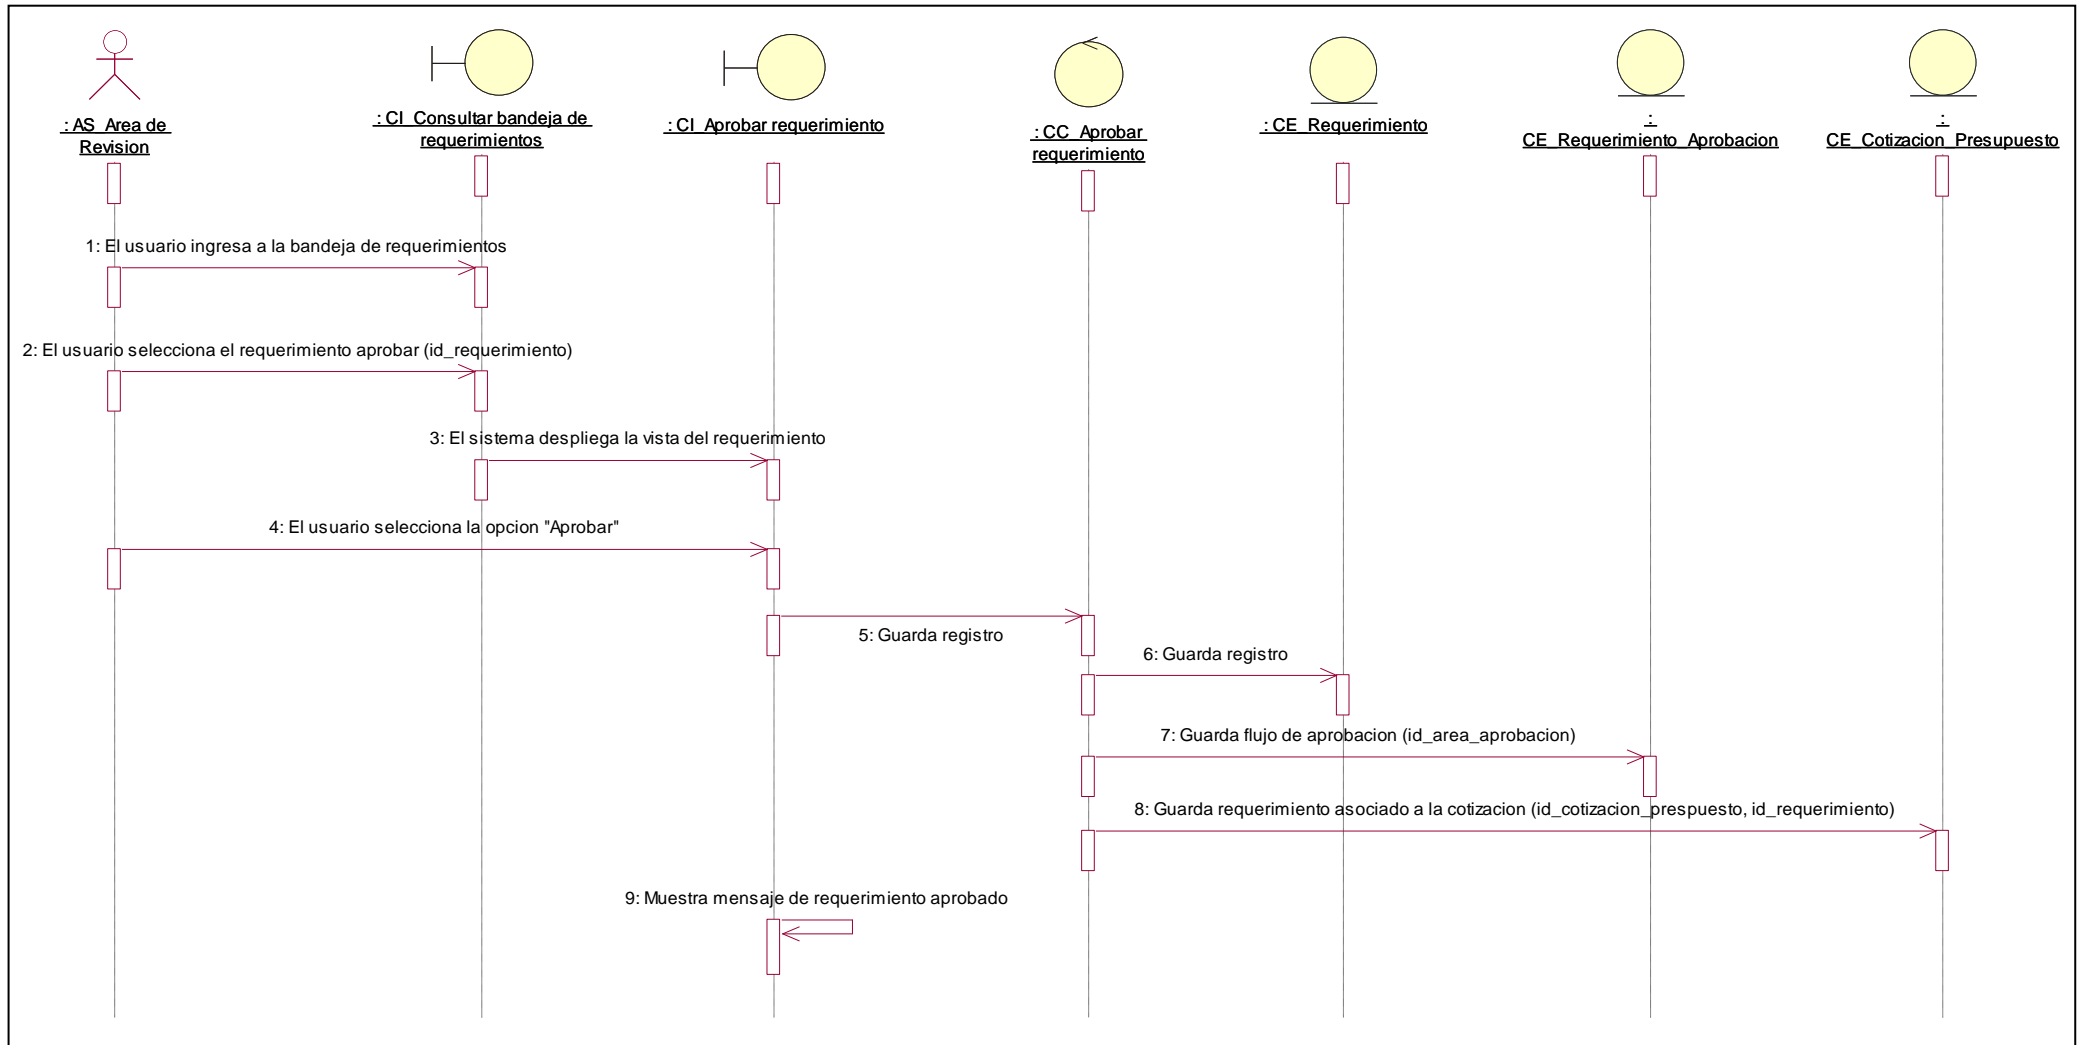 : AS_Area de
Revision
: CI_Consultar bandeja de
requerimientos
: CI_Aprobar requerimiento
: CC_Aprobar
requerimiento
: CE_Requerimiento
:
CE_Requerimiento_Aprobacion
:
CE_Cotizacion_Presupuesto
1: El usuario ingresa a la bandeja de requerimientos
2: El usuario selecciona el requerimiento aprobar (id_requerimiento)
3: El sistema despliega la vista del requerimiento
4: El usuario selecciona la opcion "Aprobar"
5: Guarda registro
6: Guarda registro
7: Guarda flujo de aprobacion (id_area_aprobacion)
8: Guarda requerimiento asociado a la cotizacion (id_cotizacion_prespuesto, id_requerimiento)
9: Muestra mensaje de requerimiento aprobado